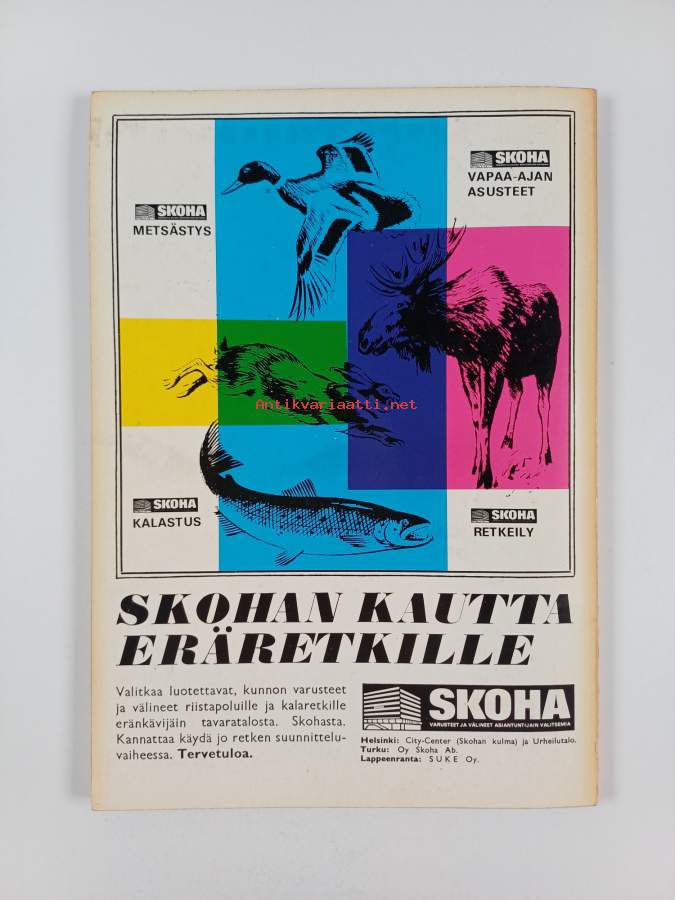 SKOHA
VAPAA-AJAN
ASUSTEET
SKOHA
METSÄSTYS
Antikvariaatti.net
SKOHA
KALASTUS
SKOHA
RETKEILY
SKOHAN KAUTTA
ERÄRETKILLE
Valitkaa luotettavat, kunnon varusteet
ja välineet riistapoluille ja kalaretkille
eränkävijäin tavaratalosta. Skohasta.
Kannattaa käydä jo retken suunnittelu-
vaiheessa. Tervetuloa.
SKOHA
VARUSTEET JA VÄLINEET ASIANTUNTIJAIN VALITSEMIA
Helsinki: City-Center (Skohan kulma) ja Urheilutalo.
Turku: Oy Skoha Ab.
Lappeenranta: SUKE Oy.